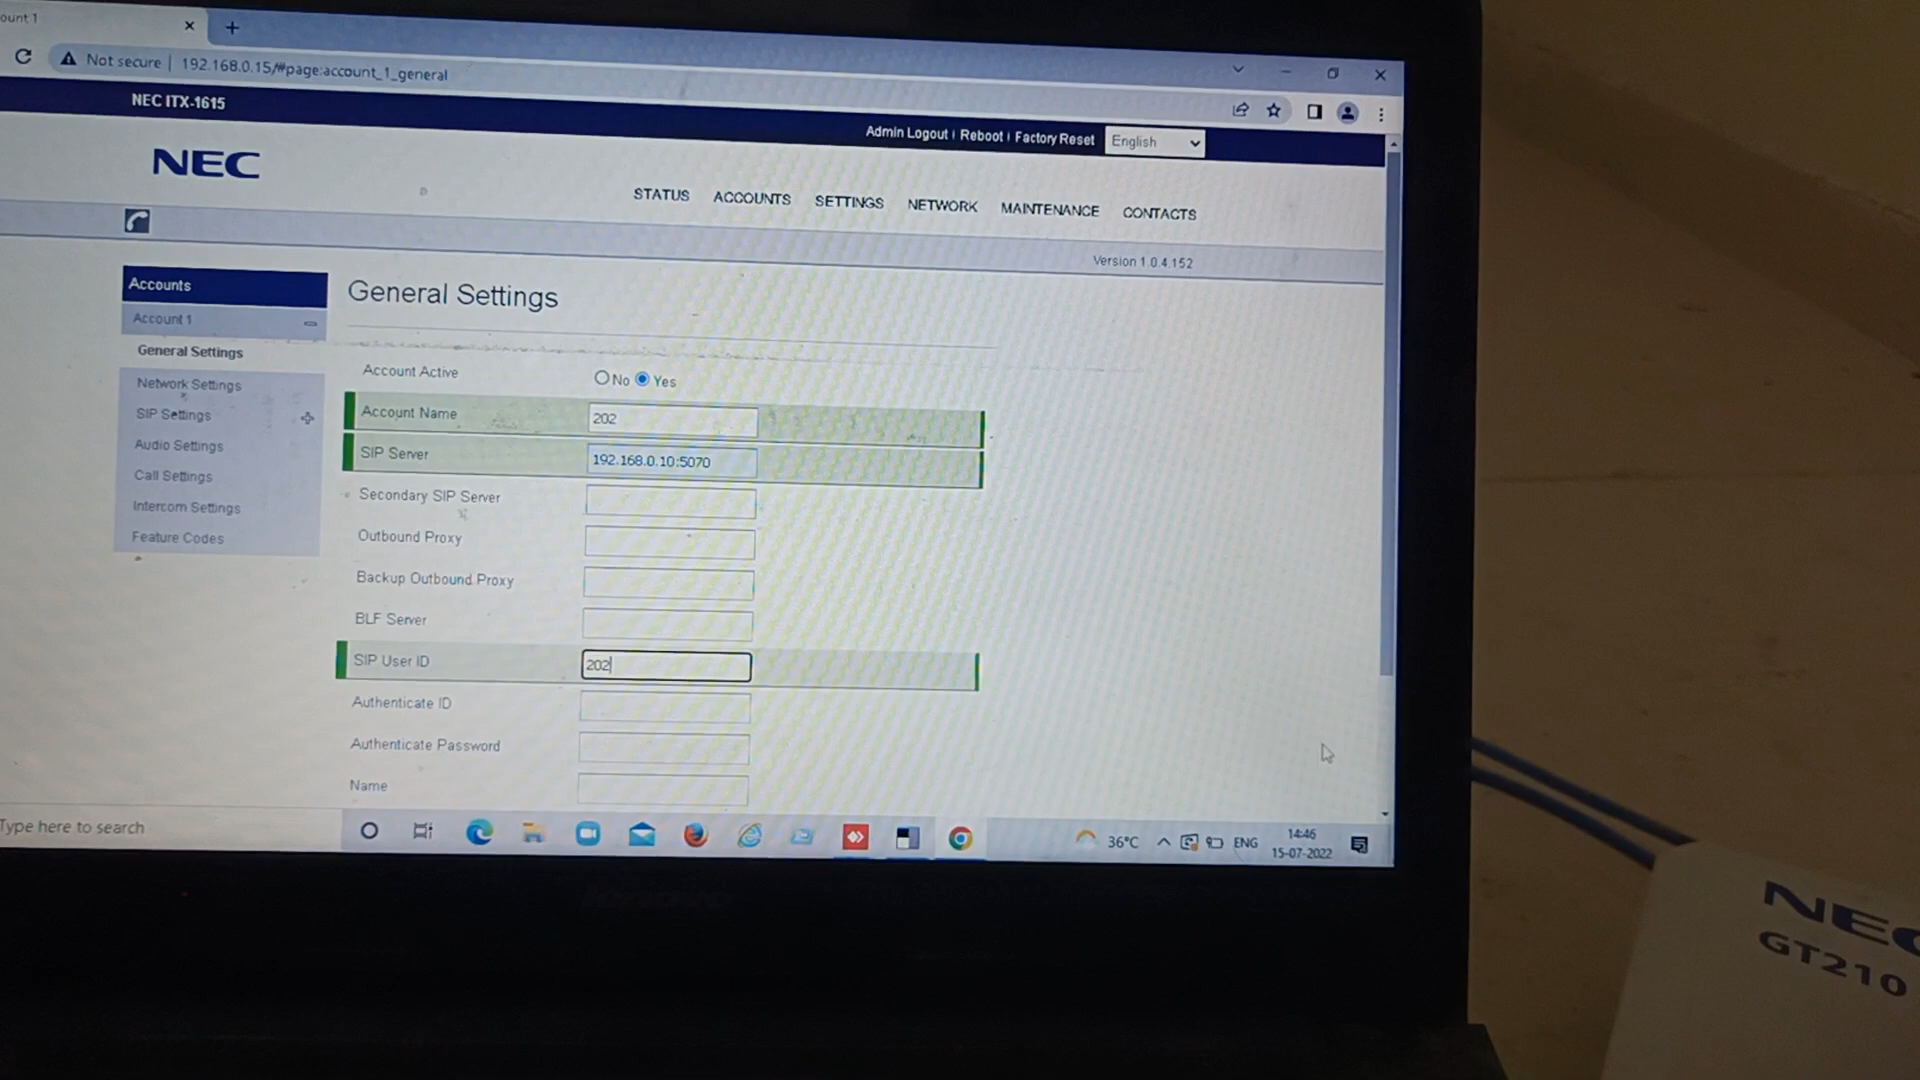 ount 1
Not secure | 192.168.0.15/#page:account_1_general
NEC ITX-1615
Admin Logout | Reboot | Factory Reset English
NEC
STATUS ACCOUNTS SETTINGS NETWORK MAINTENANCE CONTACTS
Version 1.0.4.152
Accounts
Account 1
General Settings
Network Settings
SIP Settings
Audio Settings
Call Settings
Intercom Settings
Feature Codes
General Settings
Account Active No Yes
Account Name 202
SIP Server 192.168.0.10:5070
Secondary SIP Server
Outbound Proxy
Backup Outbound Proxy
BLF Server
SIP User ID 202
Authenticate ID
Authenticate Password
Name
Type here to search
36°C ENG
14:46
15-07-2022
NEC
GT210